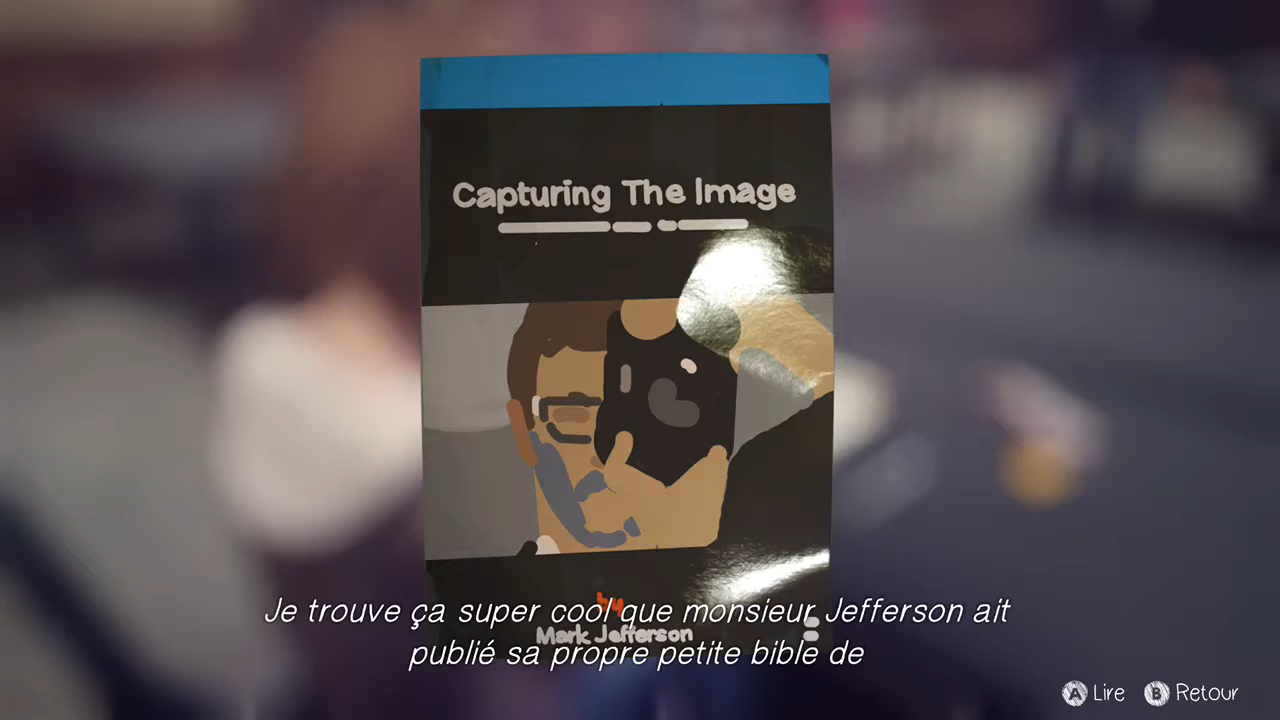 Capturing The Image
by
Mark Jefferson
Je trouve ça super cool que monsieur Jefferson ait
publié sa propre petite bible de
A Lire B Retour